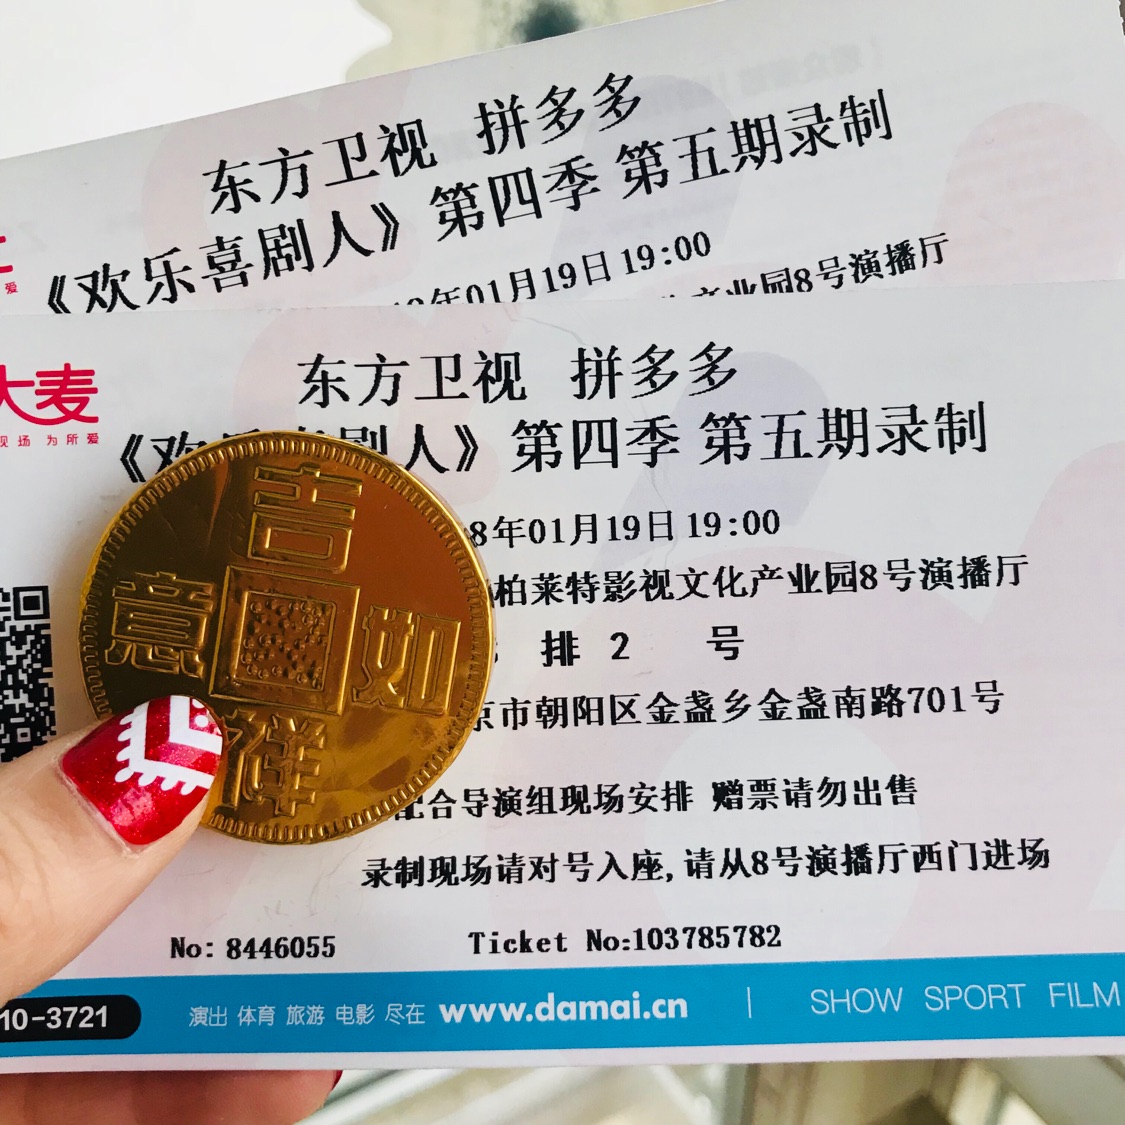 东方卫视 拼多多
《欢乐喜剧人》第四季 第五期录制
年01月19日 19:00
产业园8号演播厅
爱
东方卫视 拼多多
大麦
现场 为所爱
人》第四季 第五期录制
8年01月19日 19:00
柏莱特影视文化产业园8号演播厅
排 2 号
京市朝阳区金盏乡金盏南路701号
配合导演组现场安排 赠票请勿出售
录制现场请对号入座,请从8号演播厅西门进场
No: 8446055 Ticket No:103785782
10-3721 演出 体育 旅游 电影 尽在 www.damai.cn | SHOW SPORT FILM
吉
意 如
祥